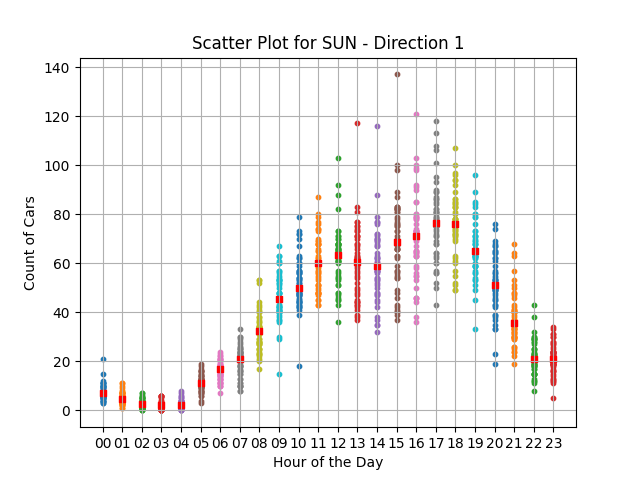 Scatter Plot for SUN - Direction 1
Count of Cars
140
120
100
80
60
40
20
0
00 01 02 03 04 05 06 07 08 09 10 11 12 13 14 15 16 17 18 19 20 21 22 23
Hour of the Day